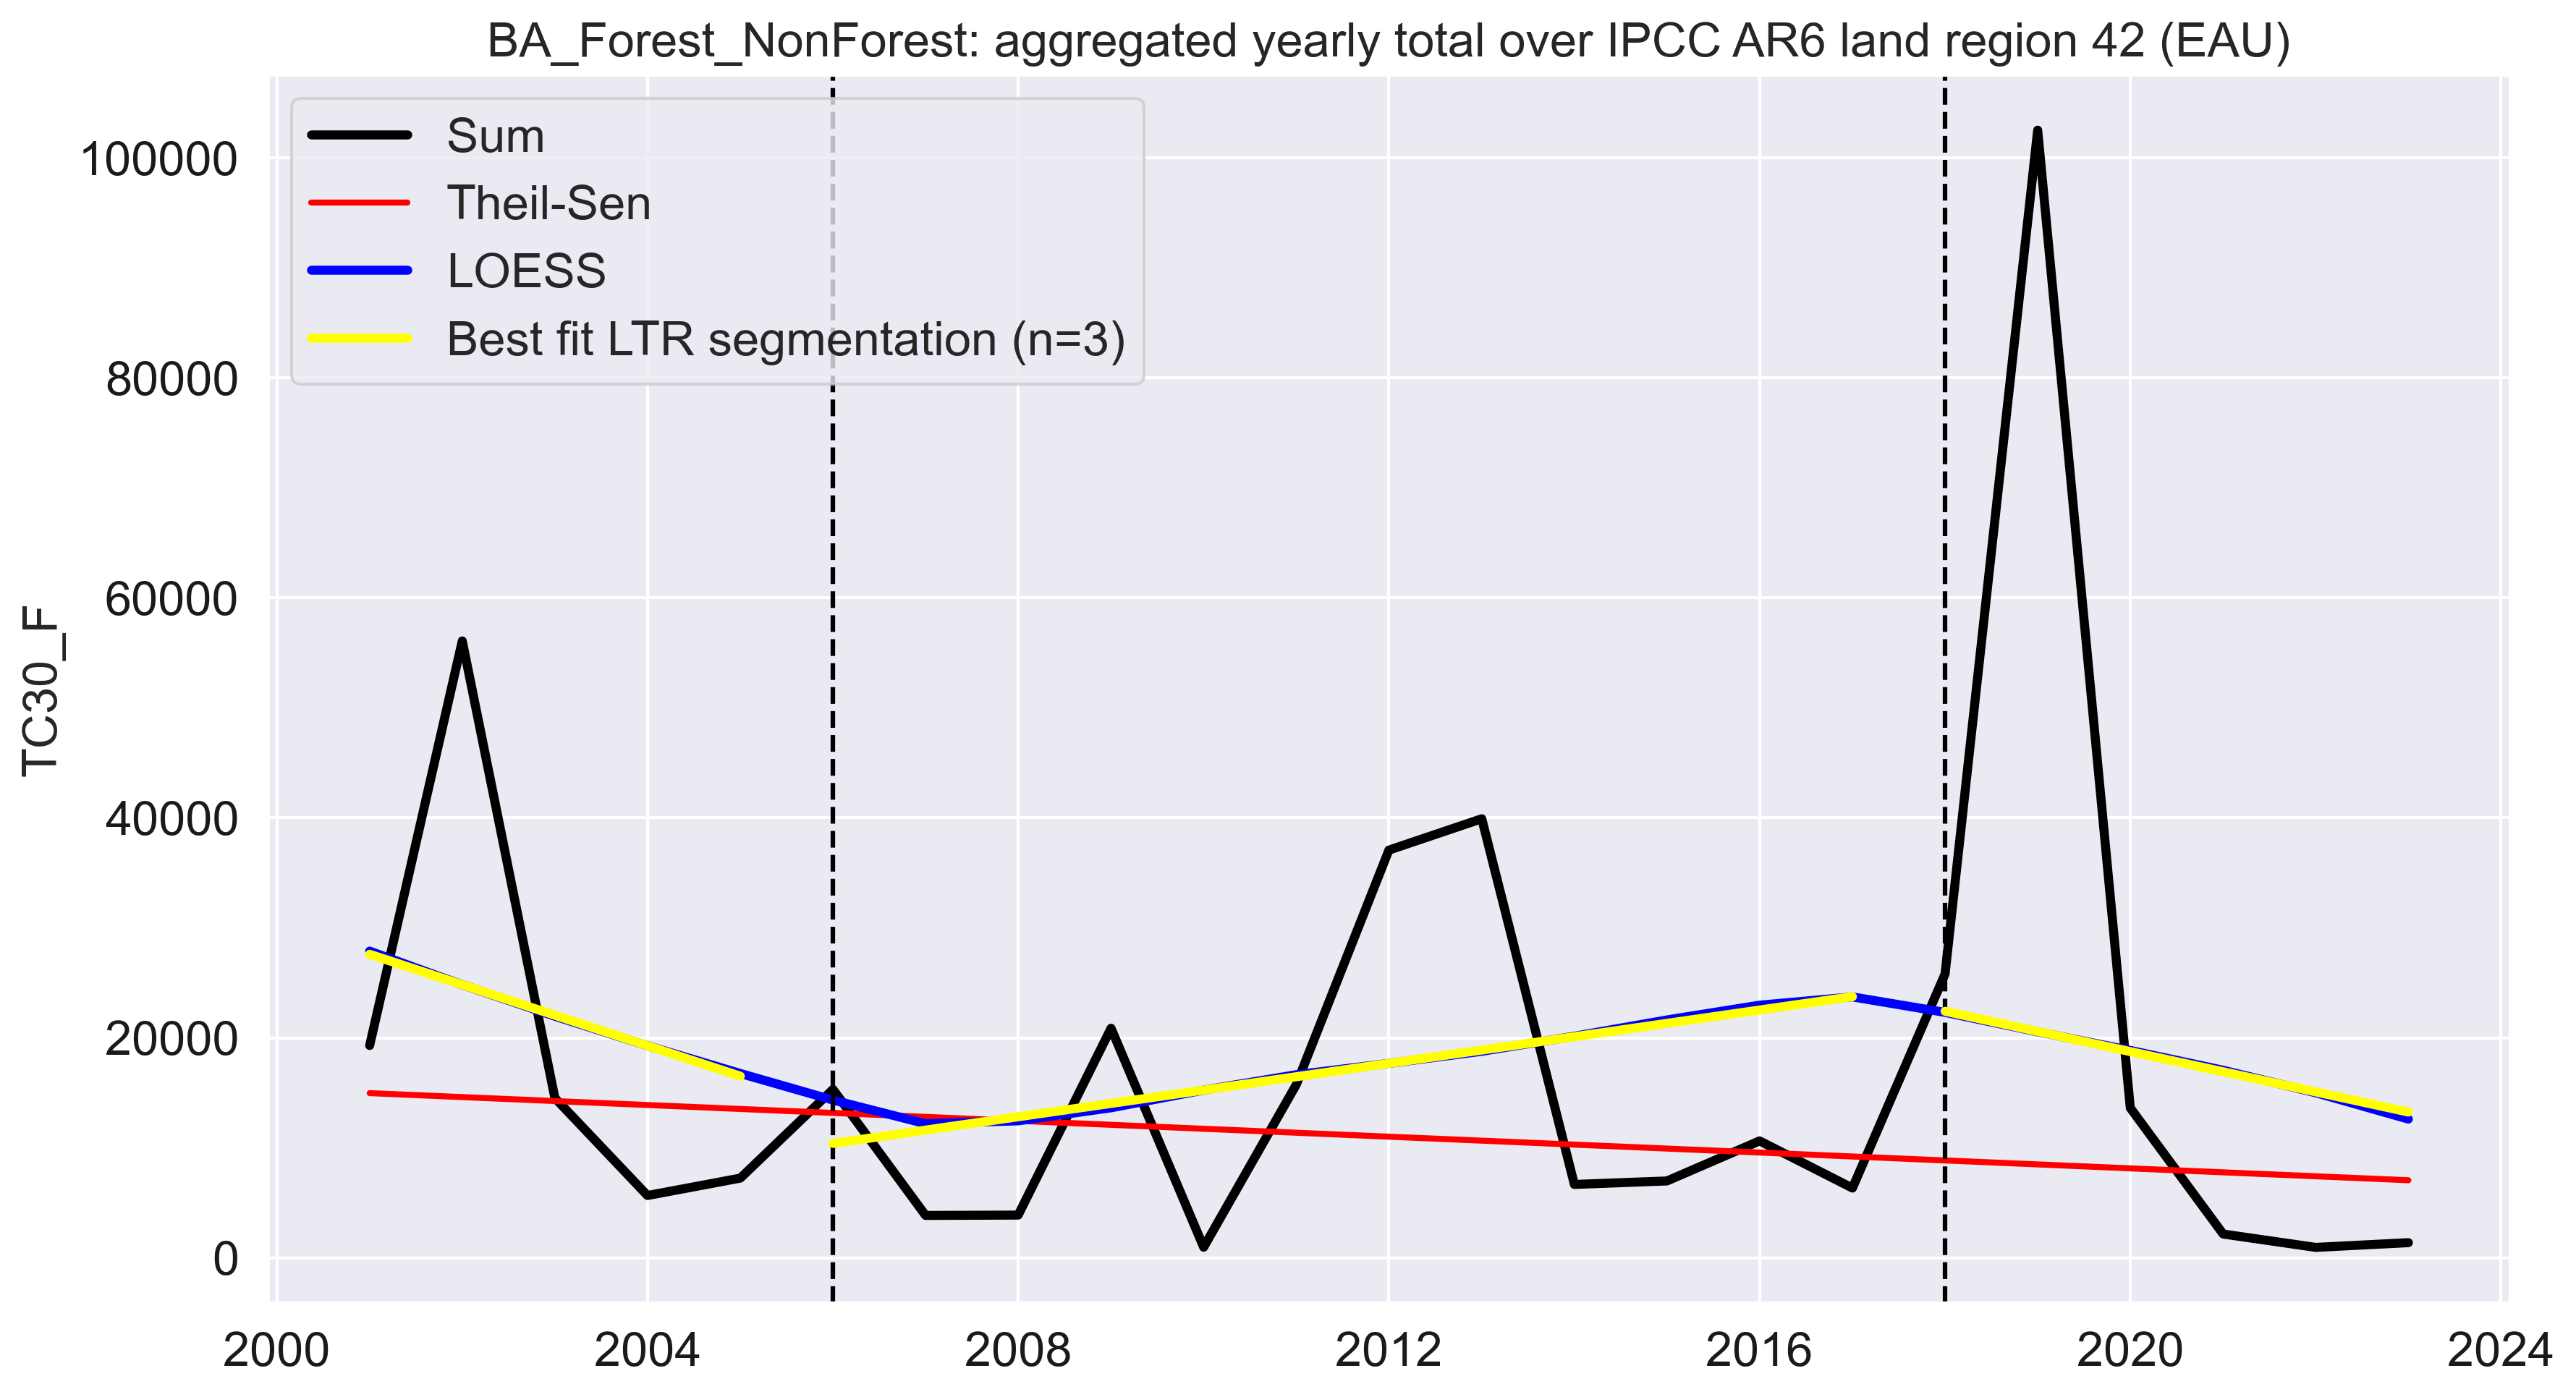 BA_Forest_NonForest: aggregated yearly total over IPCC AR6 land region 42 (EAU)
Sum
Theil-Sen
LOESS
Best fit LTR segmentation (n=3)
TC30_F
100000
80000
60000
40000
20000
0
2000 2004 2008 2012 2016 2020 2024